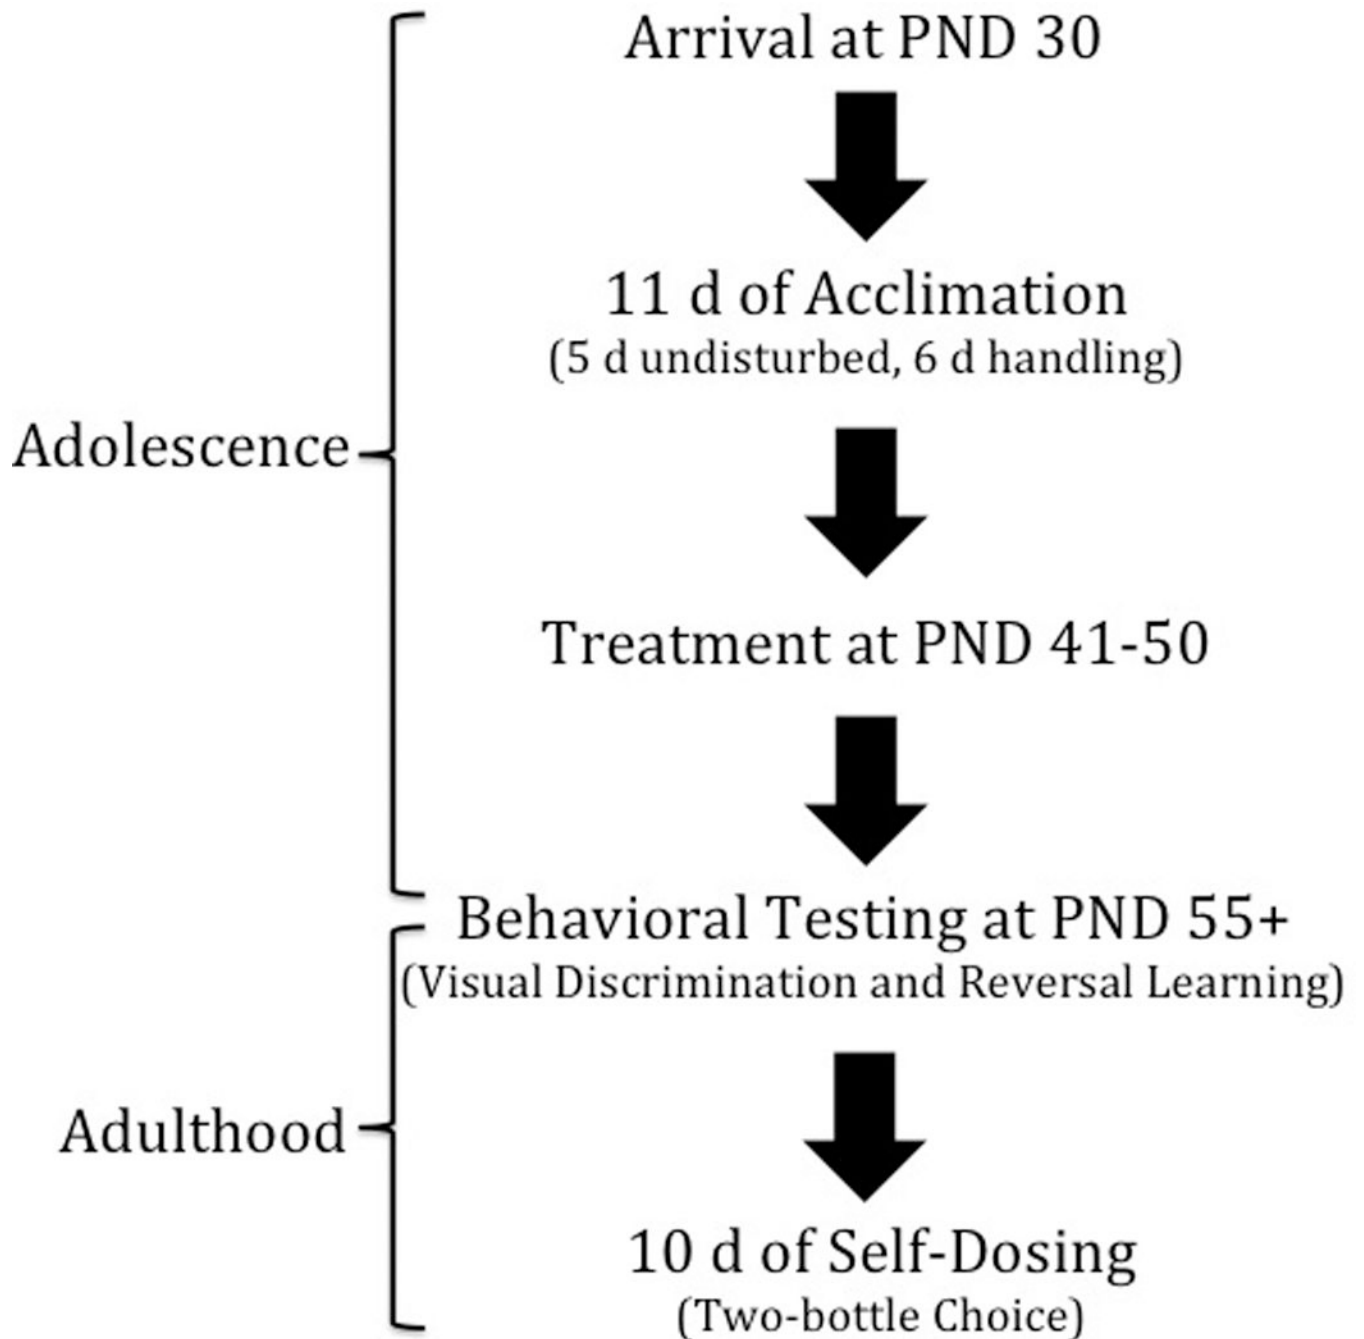 Arrival at PND 30
11 d of Acclimation
(5 d undisturbed, 6 d handling)
Adolescence
Treatment at PND 41-50
Behavioral Testing at PND 55+
(Visual Discrimination and Reversal Learning)
Adulthood
10 d of Self-Dosing
(Two-bottle Choice)